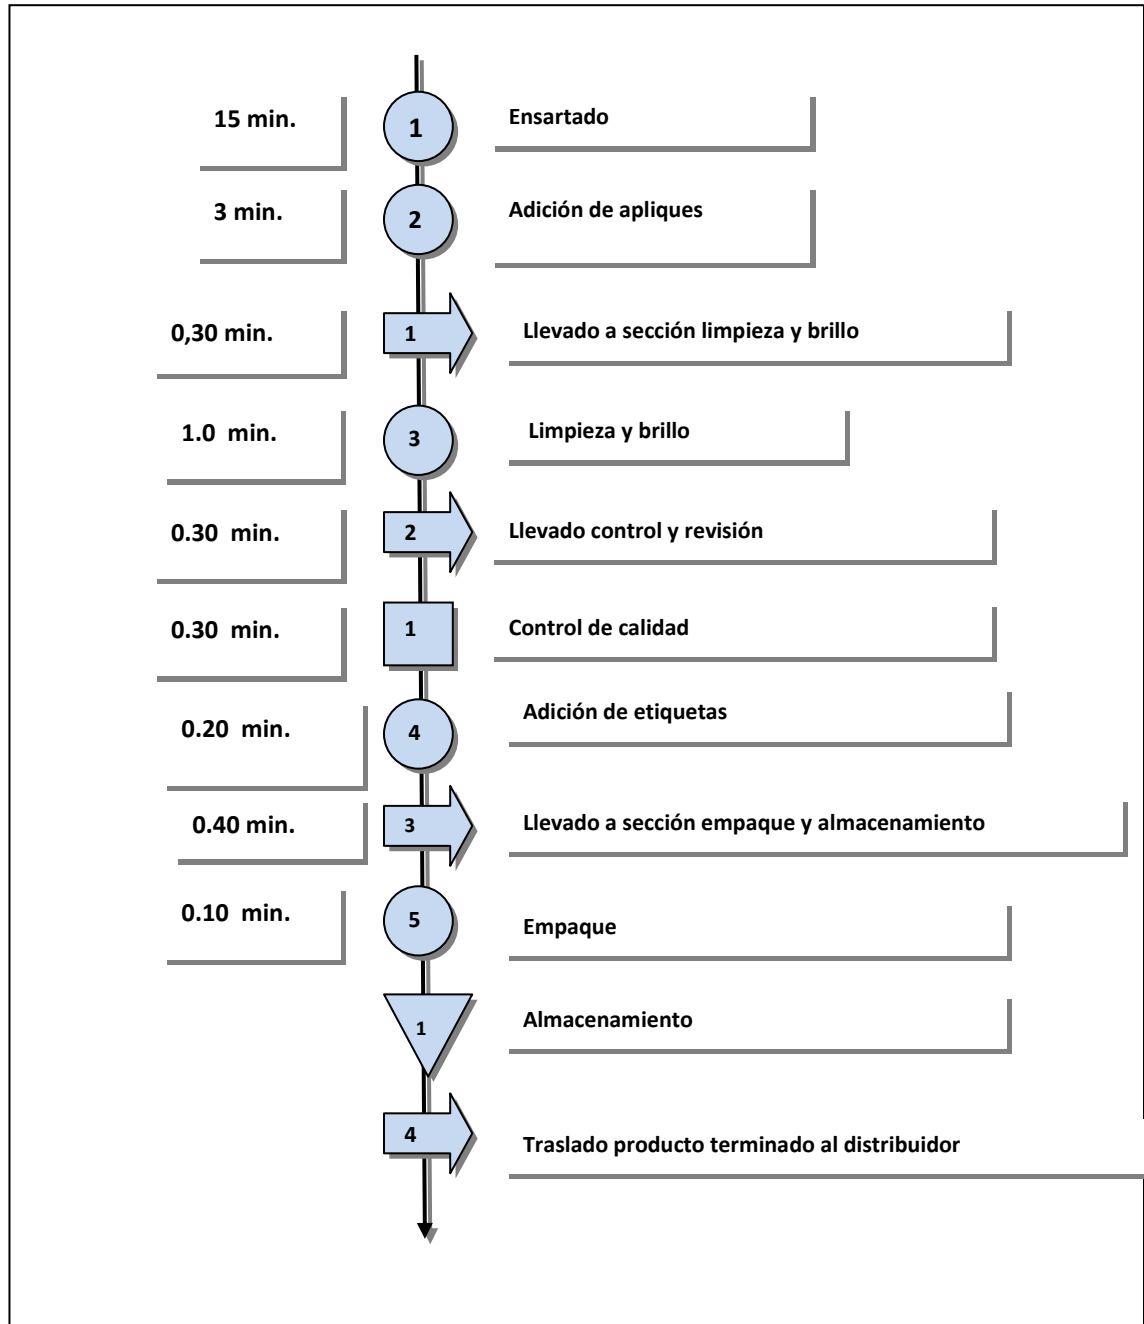 15 min.
1
Ensartado
3 min.
2
Adición de apliques
0,30 min.
1
Llevado a sección limpieza y brillo
1.0 min.
3
Limpieza y brillo
0.30 min.
2
Llevado control y revisión
0.30 min.
1
Control de calidad
0.20 min.
4
Adición de etiquetas
0.40 min.
3
Llevado a sección empaque y almacenamiento
0.10 min.
5
Empaque
1
Almacenamiento
4
Traslado producto terminado al distribuidor